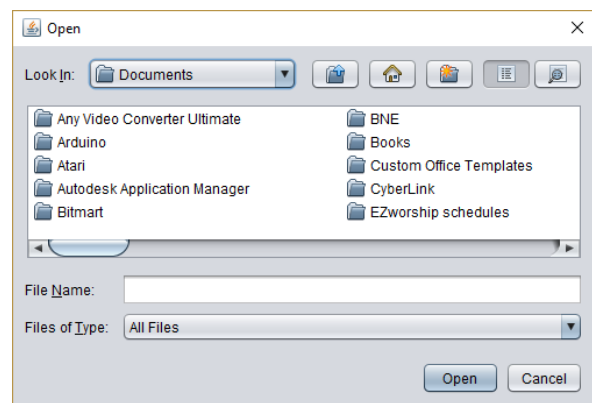 Open
Look In: Documents
Any Video Converter Ultimate
Arduino
Atari
Autodesk Application Manager
Bitmart
BNE
Books
Custom Office Templates
CyberLink
EZworship schedules
File Name:
Files of Type: All Files
Open Cancel